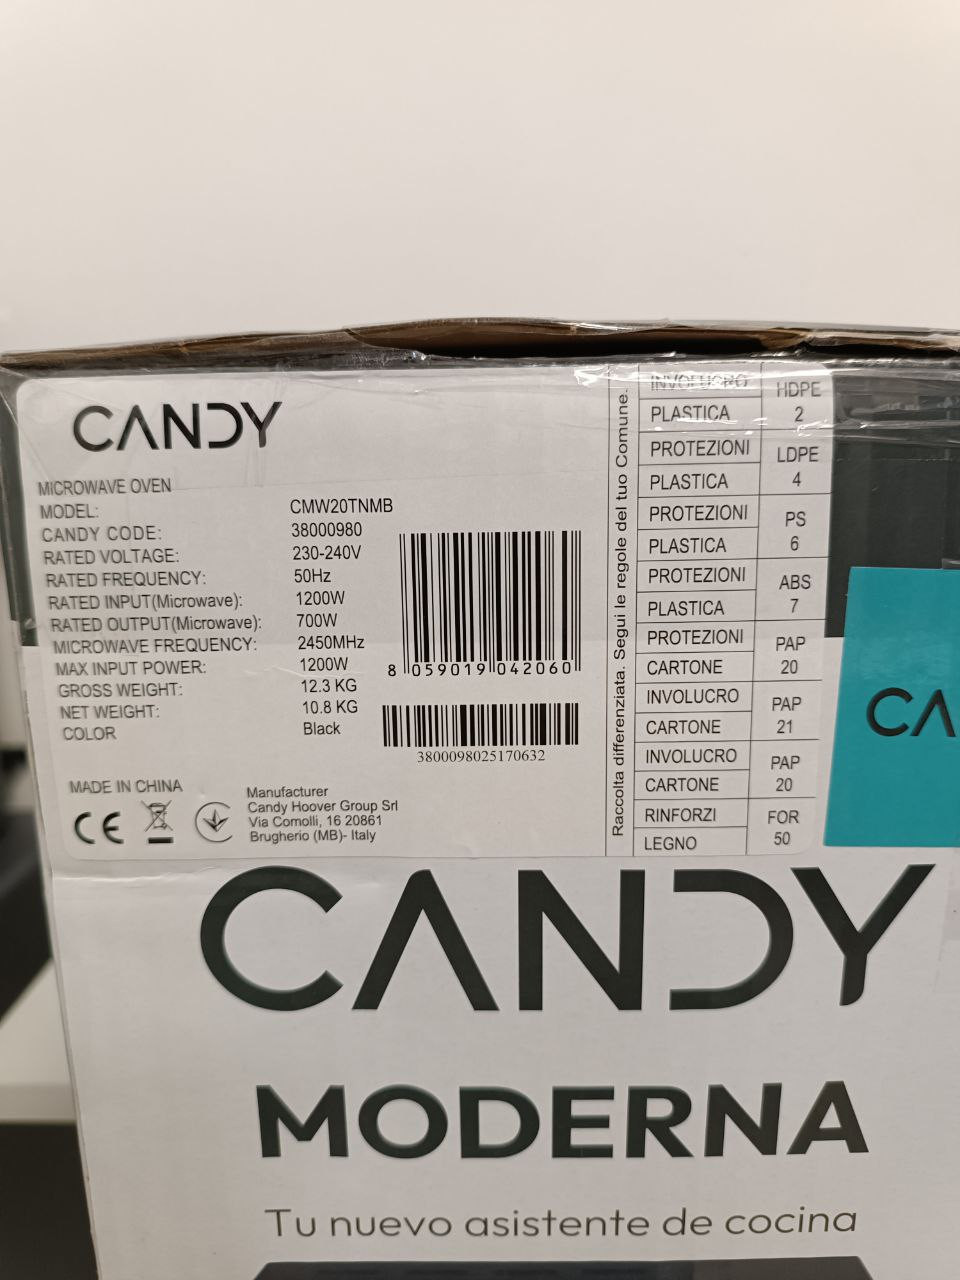 CANDY
MICROWAVE OVEN
MODEL: CMW20TNMB
CANDY CODE: 38000980
RATED VOLTAGE: 230-240V
RATED FREQUENCY: 50Hz
RATED INPUT(Microwave): 1200W
RATED OUTPUT(Microwave): 700W
MICROWAVE FREQUENCY: 2450MHz
MAX INPUT POWER: 1200W
GROSS WEIGHT: 12.3 KG
NET WEIGHT: 10.8 KG
COLOR Black
8 059019 042060
3800098025170632
MADE IN CHINA
CE
Manufacturer
Candy Hoover Group Srl
Via Comolli, 16 20861
Brugherio (MB)- Italy
Raccolta differenziata. Segui le regole del tuo Comune.
INVOLUCRO HDPE
PLASTICA 2
PROTEZIONI LDPE
PLASTICA 4
PROTEZIONI PS
PLASTICA 6
PROTEZIONI ABS
PLASTICA 7
PROTEZIONI PAP
CARTONE 20
INVOLUCRO PAP
CARTONE 21
INVOLUCRO PAP
CARTONE 20
RINFORZI FOR
LEGNO 50
CA
CANDY
MODERNA
Tu nuevo asistente de cocina